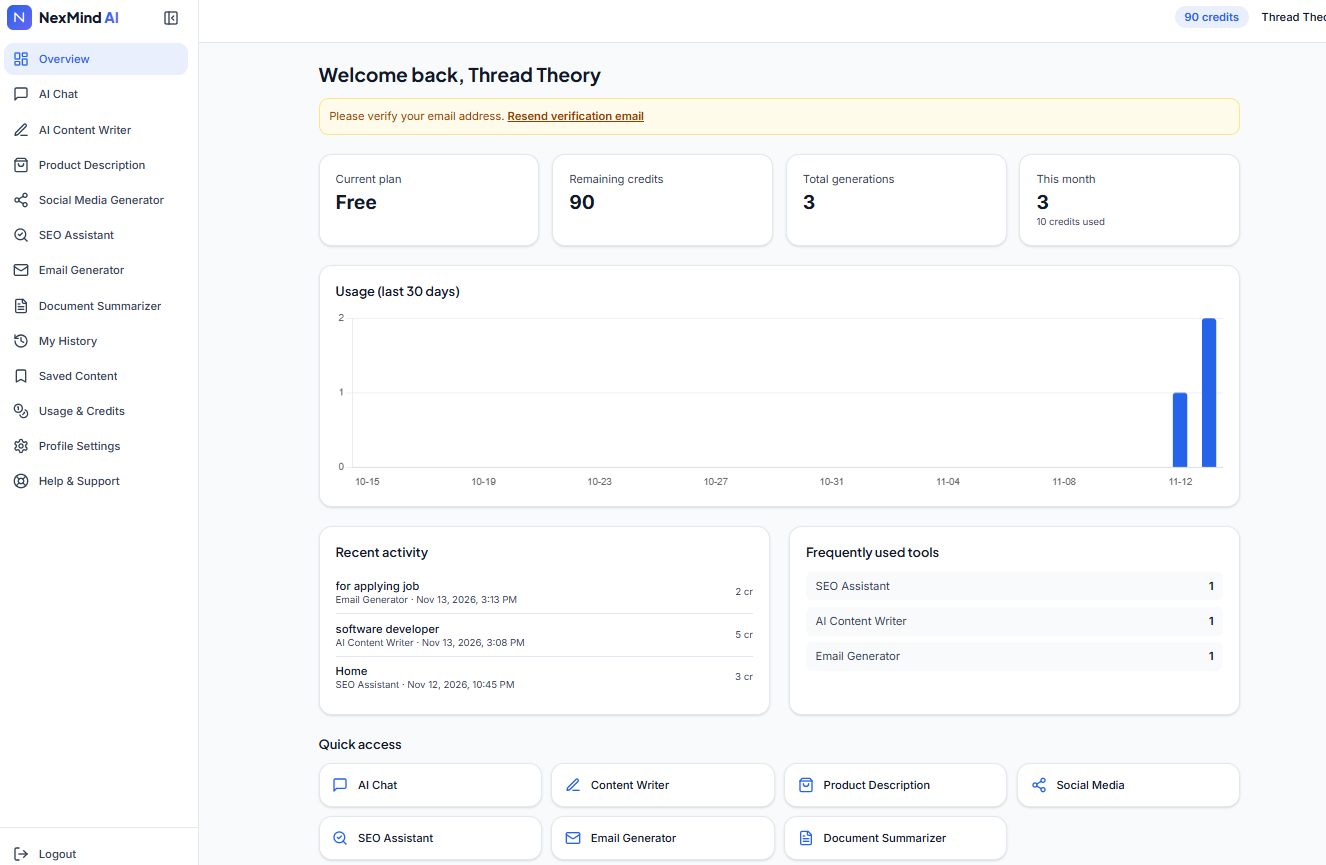 NexMind AI
90 credits
Thread Theo
Overview
AI Chat
AI Content Writer
Product Description
Social Media Generator
SEO Assistant
Email Generator
Document Summarizer
My History
Saved Content
Usage & Credits
Profile Settings
Help & Support
Logout
Welcome back, Thread Theory
Please verify your email address. Resend verification email
Current plan
Free
Remaining credits
90
Total generations
3
This month
3
10 credits used
Usage (last 30 days)
2
1
0
10-15 10-19 10-23 10-27 10-31 11-04 11-08 11-12
Recent activity
for applying job
Email Generator · Nov 13, 2026, 3:13 PM
2 cr
software developer
AI Content Writer · Nov 13, 2026, 3:08 PM
5 cr
Home
SEO Assistant · Nov 12, 2026, 10:45 PM
3 cr
Frequently used tools
SEO Assistant 1
AI Content Writer 1
Email Generator 1
Quick access
AI Chat
Content Writer
Product Description
Social Media
SEO Assistant
Email Generator
Document Summarizer